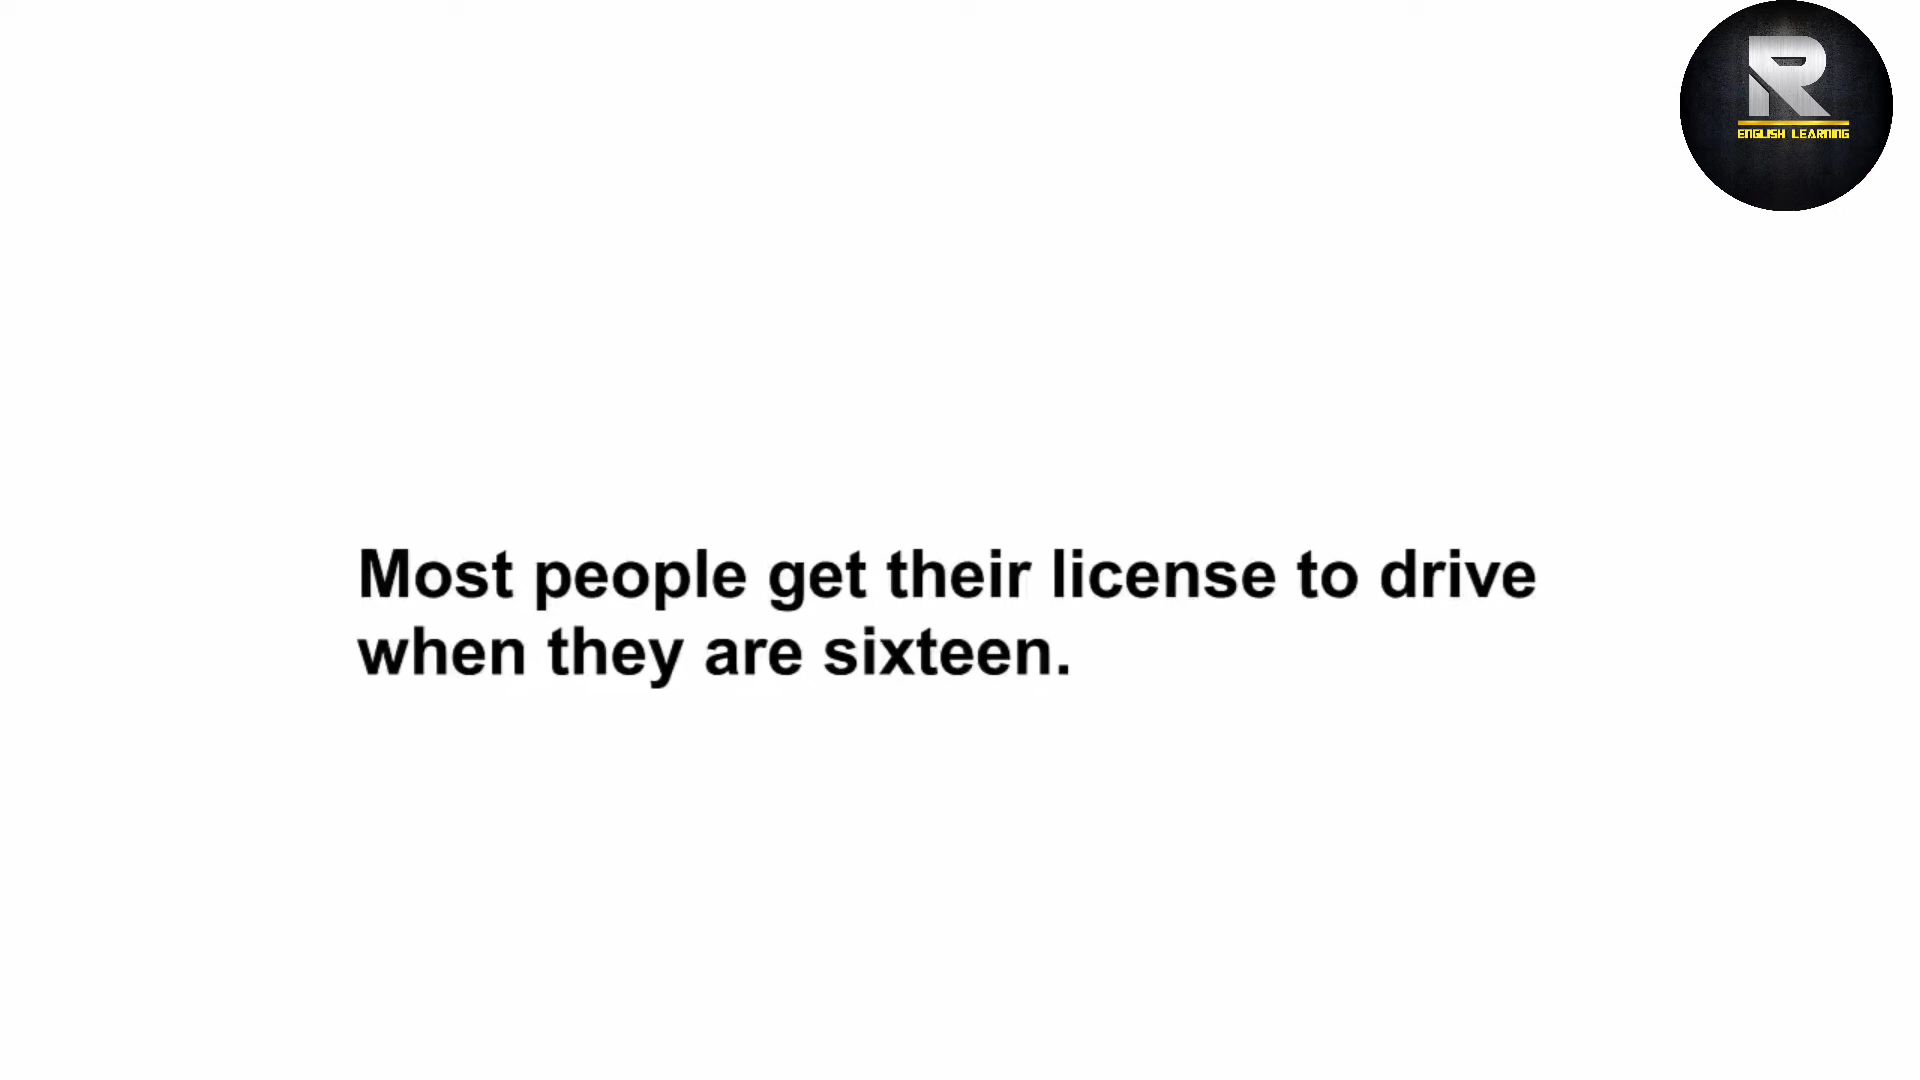 R
ENGLISH LEARNING
Most people get their license to drive
when they are sixteen.